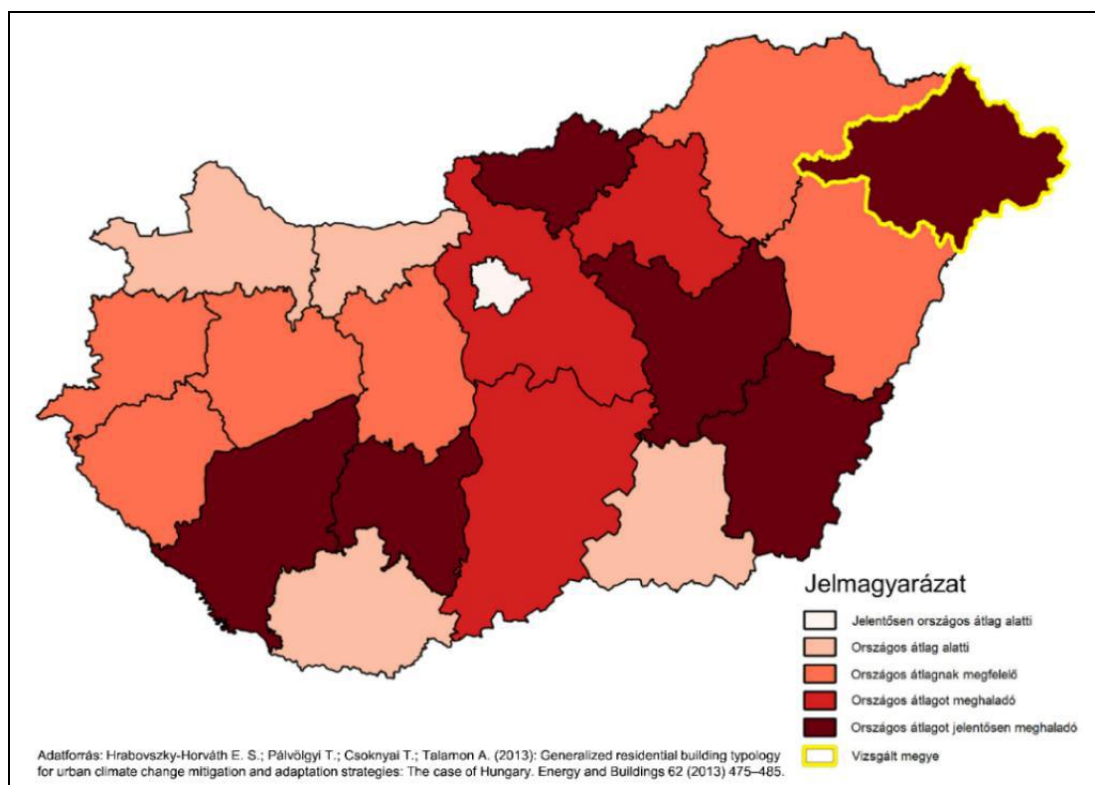 Jelmagyarázat
Jelentősen országos átlag alatti
Országos átlag alatti
Országos átlagnak megfelelő
Országos átlagot meghaladó
Országos átlagot jelentősen meghaladó
Vizsgált megye
Adatforrás: Hrabovszky-Horváth E. S.; Pálvölgyi T.; Csoknyai T.; Talamon A. (2013): Generalized residential building typology
for urban climate change mitigation and adaptation strategies: The case of Hungary. Energy and Buildings 62 (2013) 475–485.